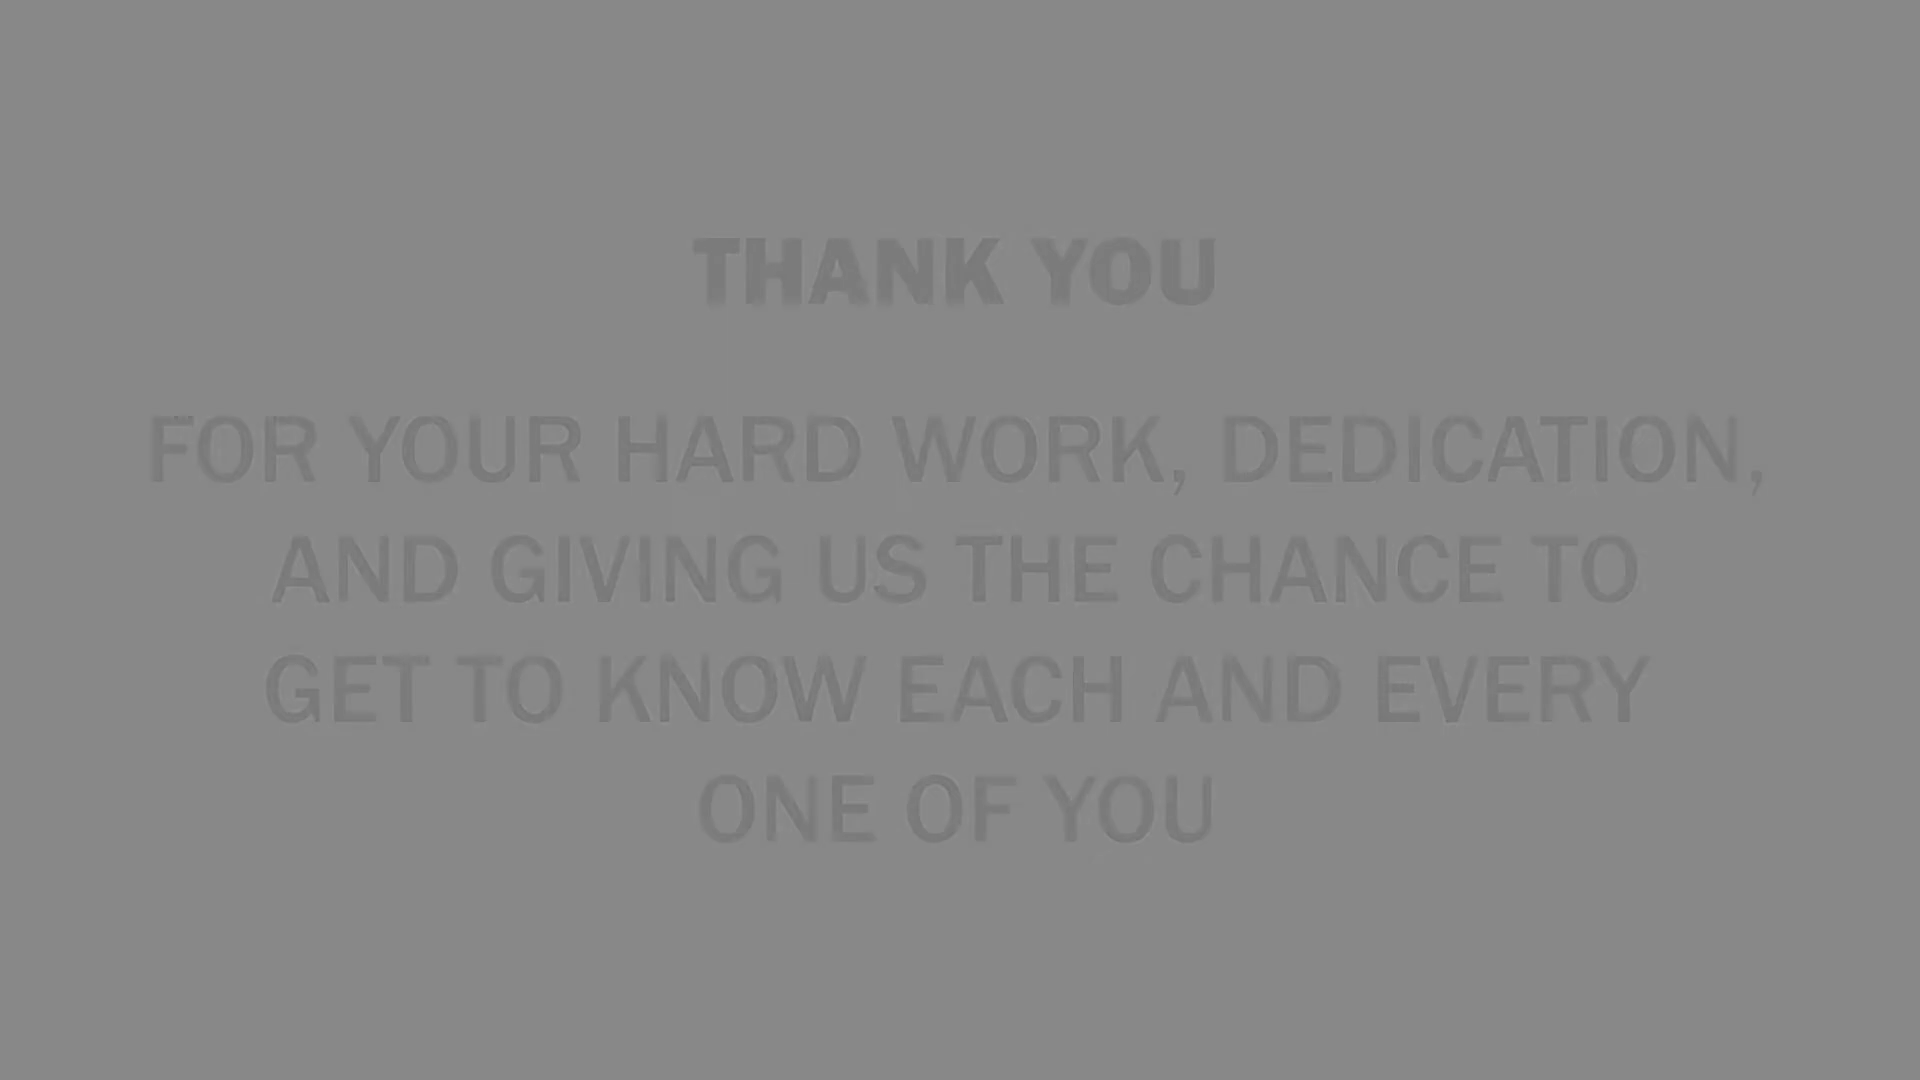 THANK YOU
FOR YOUR HARD WORK, DEDICATION,
AND GIVING US THE CHANCE TO
GET TO KNOW EACH AND EVERY
ONE OF YOU